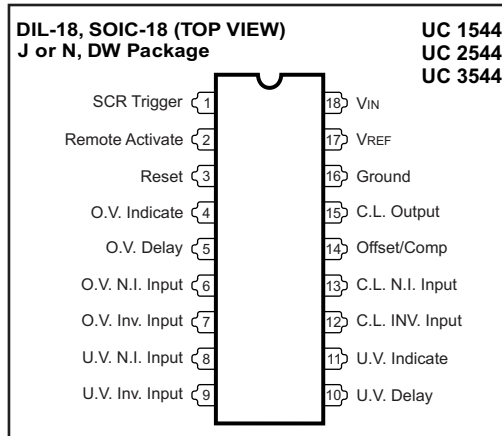 DIL-18, SOIC-18 (TOP VIEW)
J or N, DW Package
UC 1544
UC 2544
UC 3544
SCR Trigger 1
Remote Activate 2
Reset 3
O.V. Indicate 4
O.V. Delay 5
O.V. N.I. Input 6
O.V. Inv. Input 7
U.V. N.I. Input 8
U.V. Inv. Input 9
18 VIN
17 VREF
16 Ground
15 C.L. Output
14 Offset/Comp
13 C.L. N.I. Input
12 C.L. INV. Input
11 U.V. Indicate
10 U.V. Delay